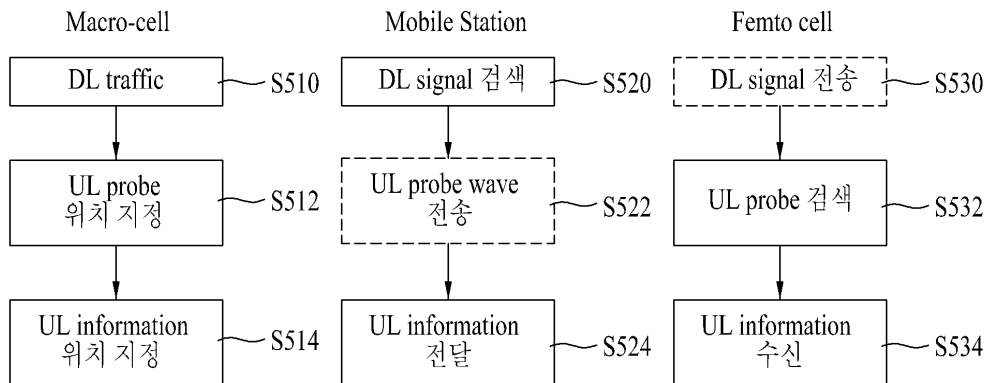 Macro-cell
Mobile Station
Femto cell
DL traffic
S510
DL signal 검색
S520
DL signal 전송
S530
UL probe
위치 지정
S512
UL probe wave
전송
S522
UL probe 검색
S532
UL information
위치 지정
S514
UL information
전달
S524
UL information
수신
S534